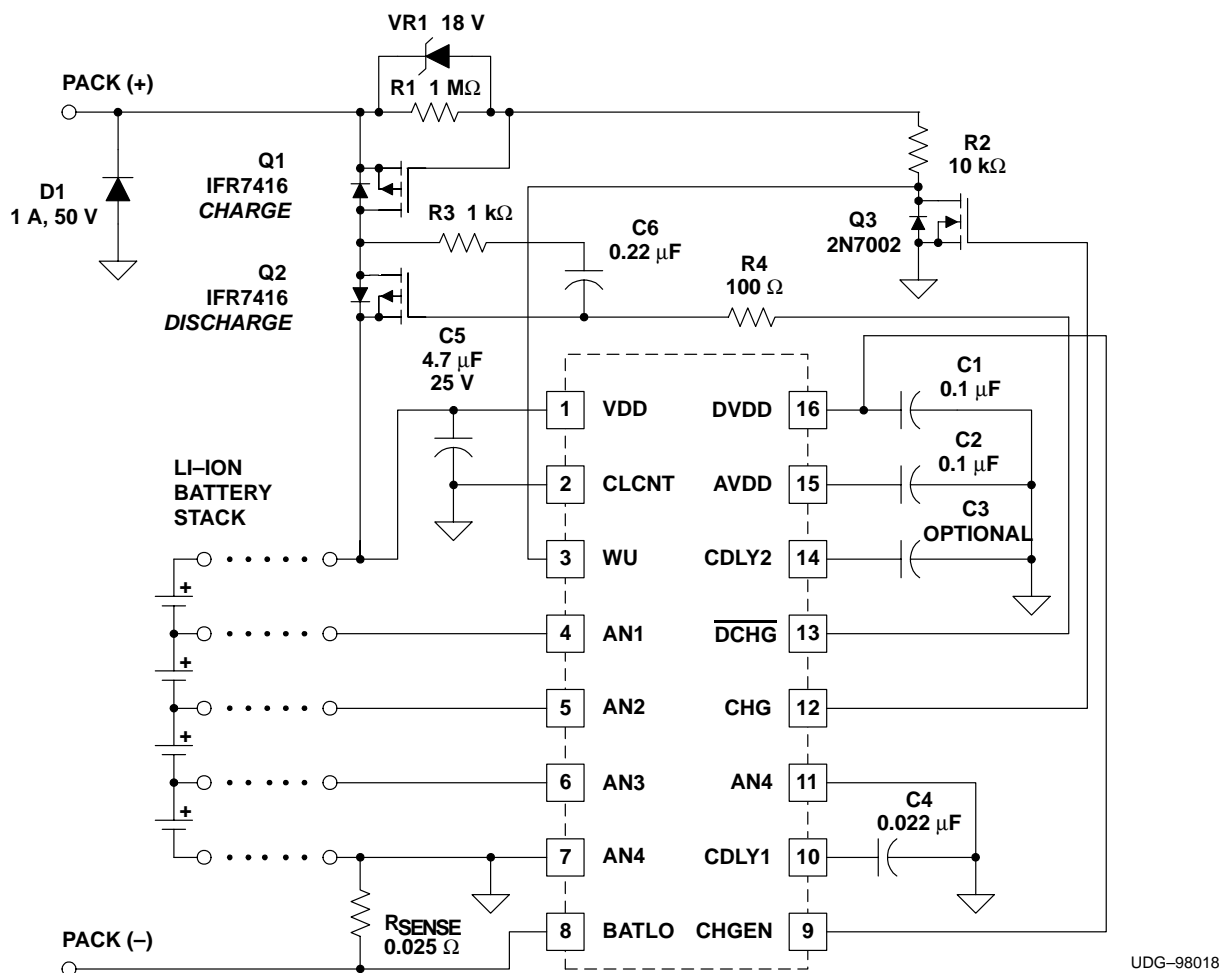 VR1 18 V
PACK (+)
R1 1 MΩ
Q1
IFR7416
CHARGE
R2
10 kΩ
D1
1 A, 50 V
R3 1 kΩ
C6
0.22 μF
Q3
2N7002
Q2
IFR7416
DISCHARGE
R4
100 Ω
C5
4.7 μF
25 V
C1
0.1 μF
1 VDD DVDD 16
C2
0.1 μF
LI–ION
BATTERY
STACK
2 CLCNT AVDD 15
C3
OPTIONAL
3 WU CDLY2 14
+
4 AN1 DCHG 13
+
5 AN2 CHG 12
+
6 AN3 AN4 11
C4
0.022 μF
+
7 AN4 CDLY1 10
RSENSE
0.025 Ω
8 BATLO CHGEN 9
PACK (–)
UDG–98018